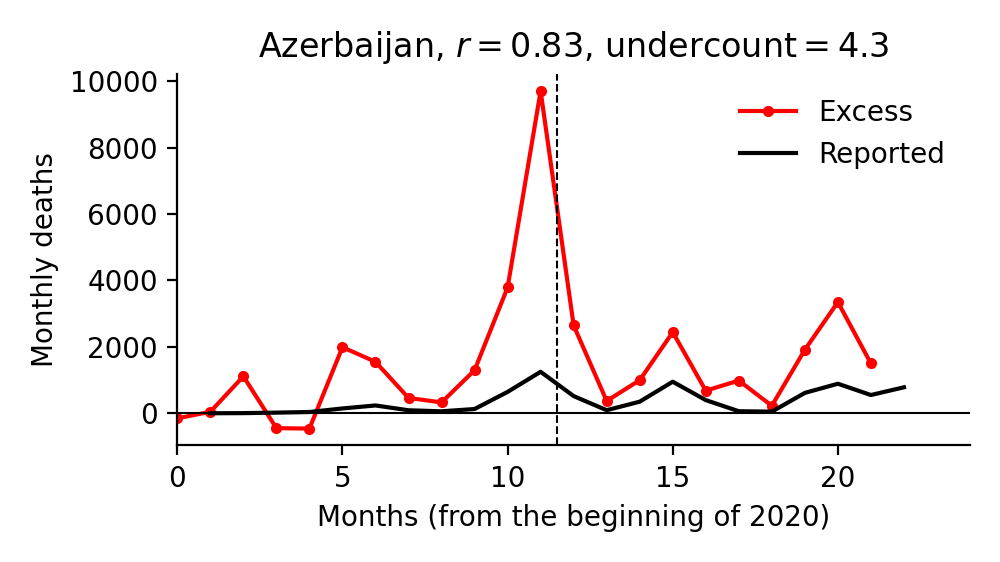 Azerbaijan, r = 0.83, undercount = 4.3
10000
8000
6000
4000
2000
0
Monthly deaths
Excess
Reported
0 5 10 15 20
Months (from the beginning of 2020)